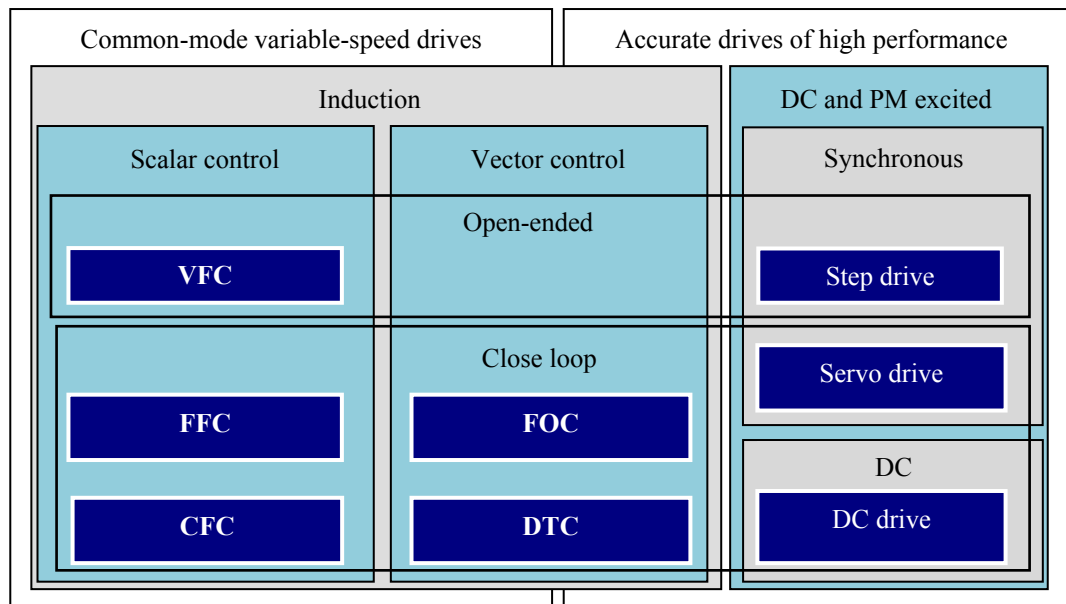 Common-mode variable-speed drives
Accurate drives of high performance
Induction
DC and PM excited
Scalar control
Vector control
Synchronous
Open-ended
VFC
Step drive
Close loop
Servo drive
FFC
FOC
DC
CFC
DTC
DC drive